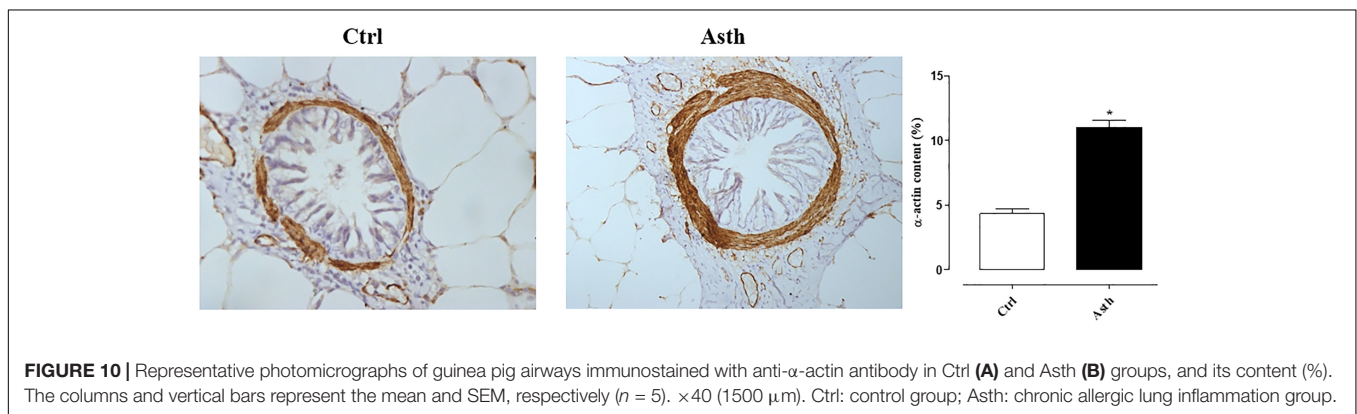 Ctrl
Asth
15
10
5
0
α-actin content (%)
*
Ctrl
Asth
FIGURE 10 | Representative photomicrographs of guinea pig airways immunostained with anti-α-actin antibody in Ctrl (A) and Asth (B) groups, and its content (%).
The columns and vertical bars represent the mean and SEM, respectively (n = 5). ×40 (1500 μm). Ctrl: control group; Asth: chronic allergic lung inflammation group.